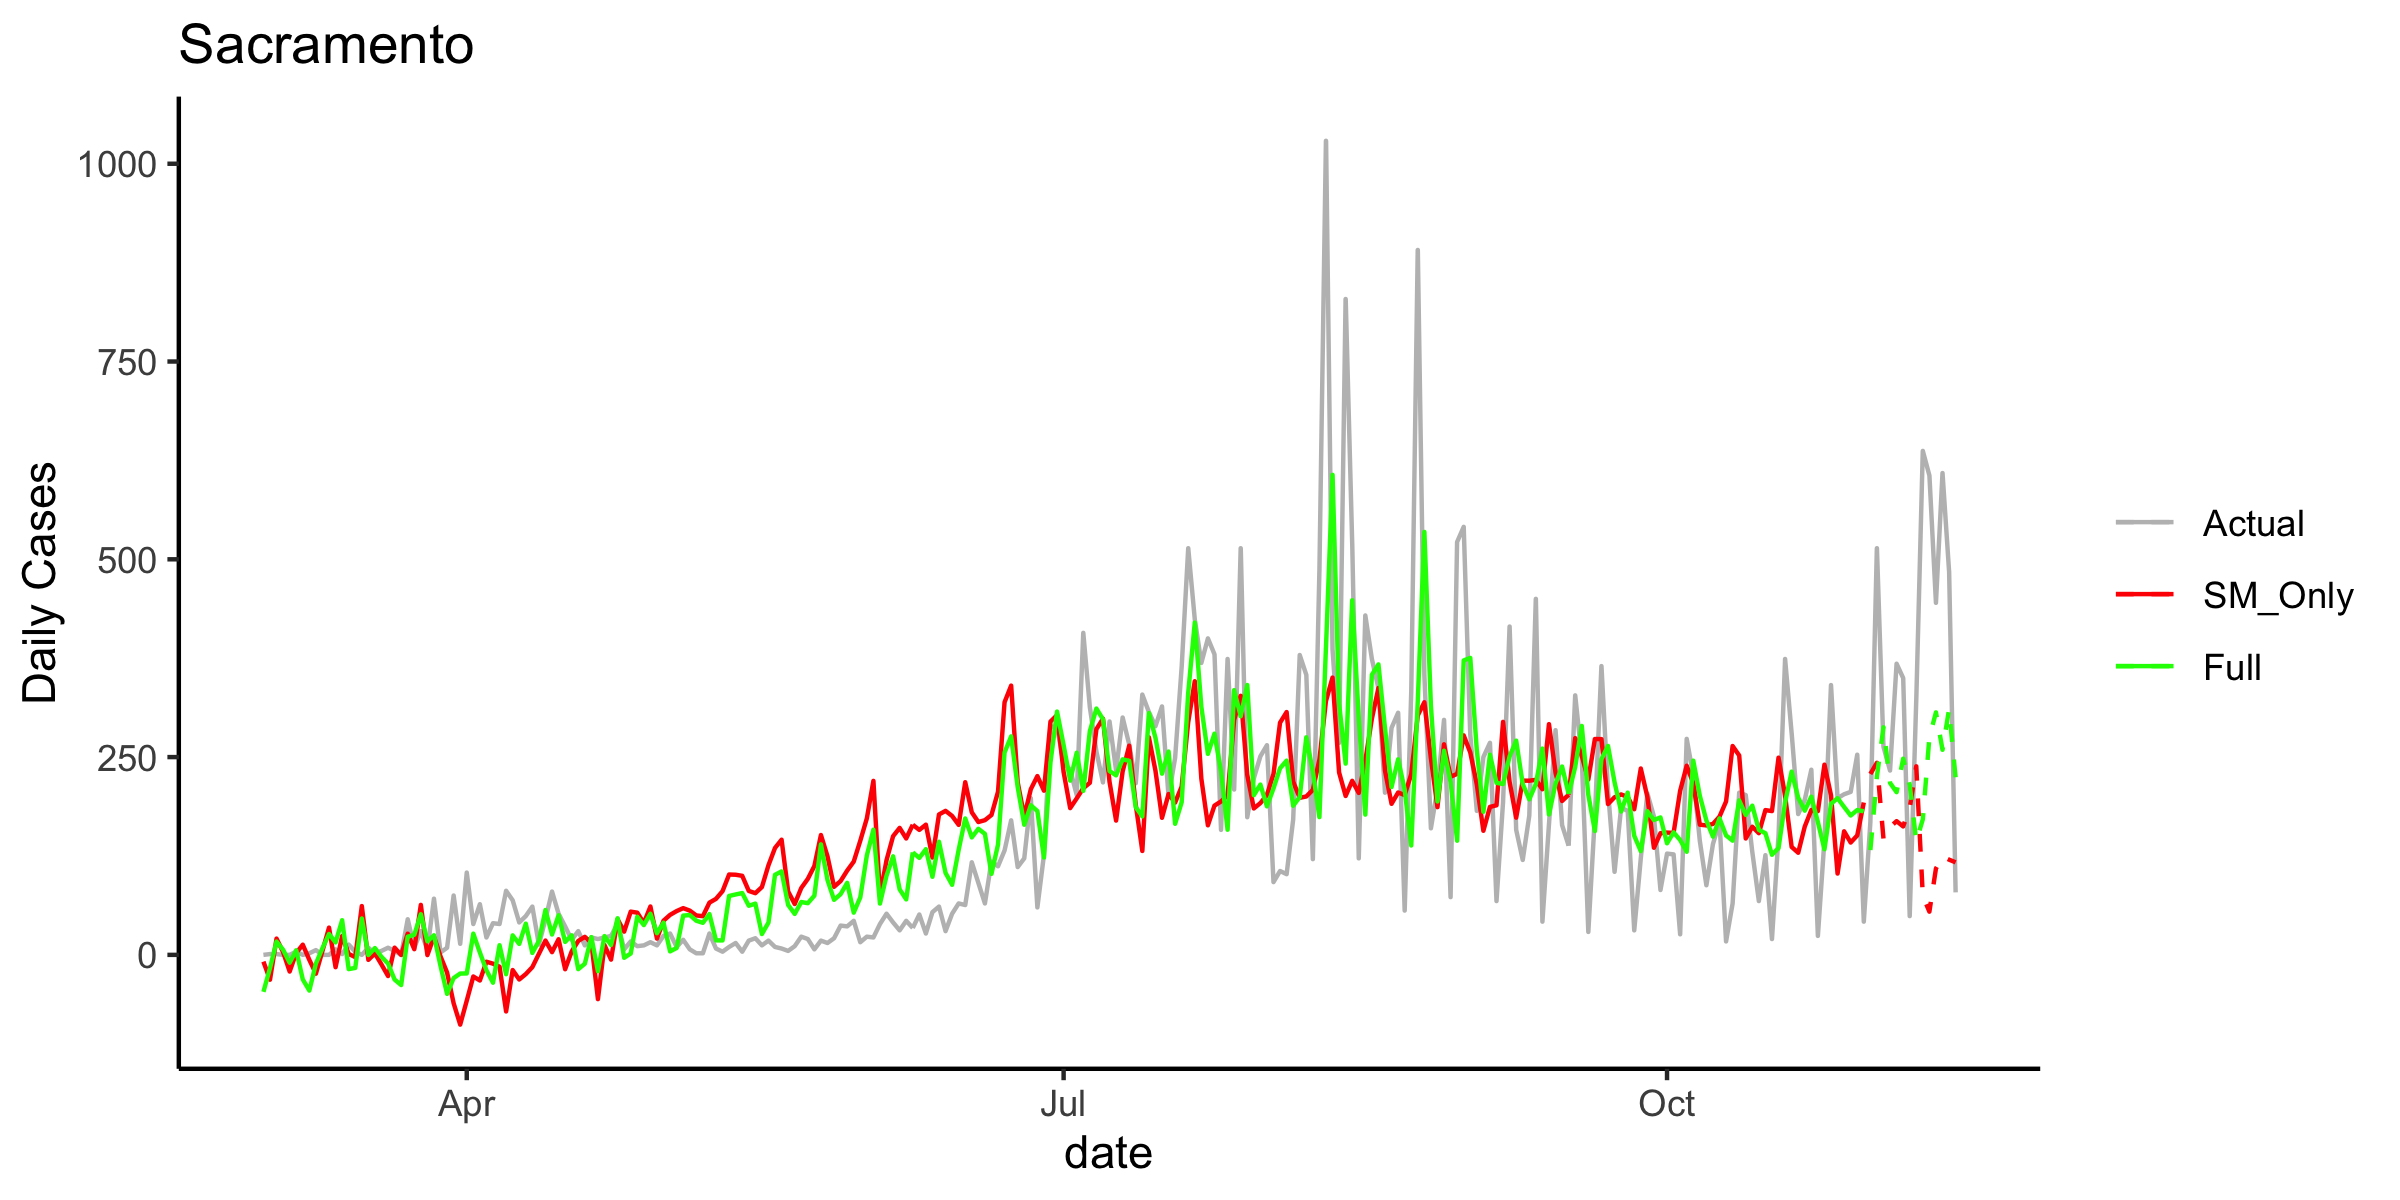 Sacramento
Daily Cases
1000
750
500
250
0
Apr
Jul
Oct
date
Actual
SM_Only
Full